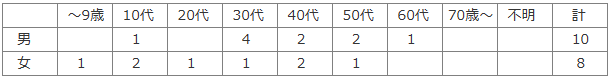 ～9歳 10代 20代 30代 40代 50代 60代 70歳～ 不明 計
男 1 4 2 2 1 10
女 1 2 1 1 2 1 8